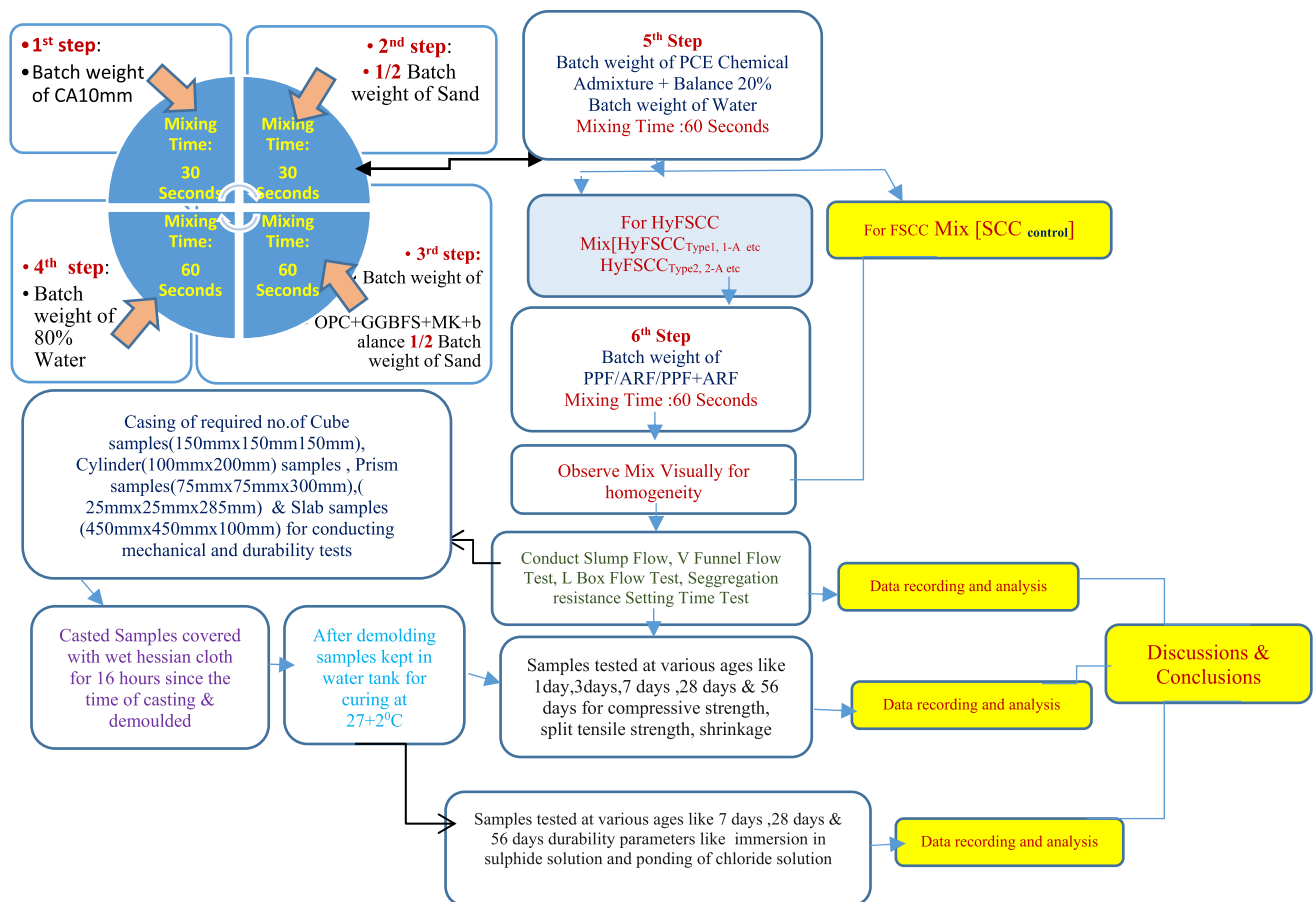 • 1st step:
• Batch weight
of CA10mm
• 2nd step:
• 1/2 Batch
weight of Sand
Mixing
Time:
30
Seconds
Mixing
Time:
30
Seconds
• 4th step:
• Batch
weight of
80%
Water
Mixing
Time:
60
Seconds
Mixing
Time:
60
Seconds
• 3rd step:
Batch weight of
OPC+GGBFS+MK+b
alance 1/2 Batch
weight of Sand
5th Step
Batch weight of PCE Chemical
Admixture + Balance 20%
Batch weight of Water
Mixing Time :60 Seconds
For HyFSCC
Mix[HyFSCCType1, 1-A etc
HyFSCCType2, 2-A etc
For FSCC Mix [SCC control]
6th Step
Batch weight of
PPF/ARF/PPF+ARF
Mixing Time :60 Seconds
Observe Mix Visually for
homogeneity
Conduct Slump Flow, V Funnel Flow
Test, L Box Flow Test, Seggregation
resistance Setting Time Test
Data recording and analysis
Casing of required no.of Cube
samples(150mmx150mm150mm),
Cylinder(100mmx200mm) samples , Prism
samples(75mmx75mmx300mm),(
25mmx25mmx285mm) & Slab samples
(450mmx450mmx100mm) for conducting
mechanical and durability tests
Casted Samples covered
with wet hessian cloth
for 16 hours since the
time of casting &
demoulded
After demolding
samples kept in
water tank for
curing at
27+2⁰C
Samples tested at various ages like
1day,3days,7 days ,28 days & 56
days for compressive strength,
split tensile strength, shrinkage
Data recording and analysis
Discussions &
Conclusions
Samples tested at various ages like 7 days ,28 days &
56 days durability parameters like immersion in
sulphide solution and ponding of chloride solution
Data recording and analysis